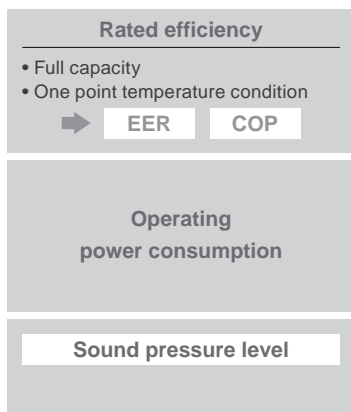 Rated efficiency
• Full capacity
• One point temperature condition
EER COP
Operating
power consumption
Sound pressure level